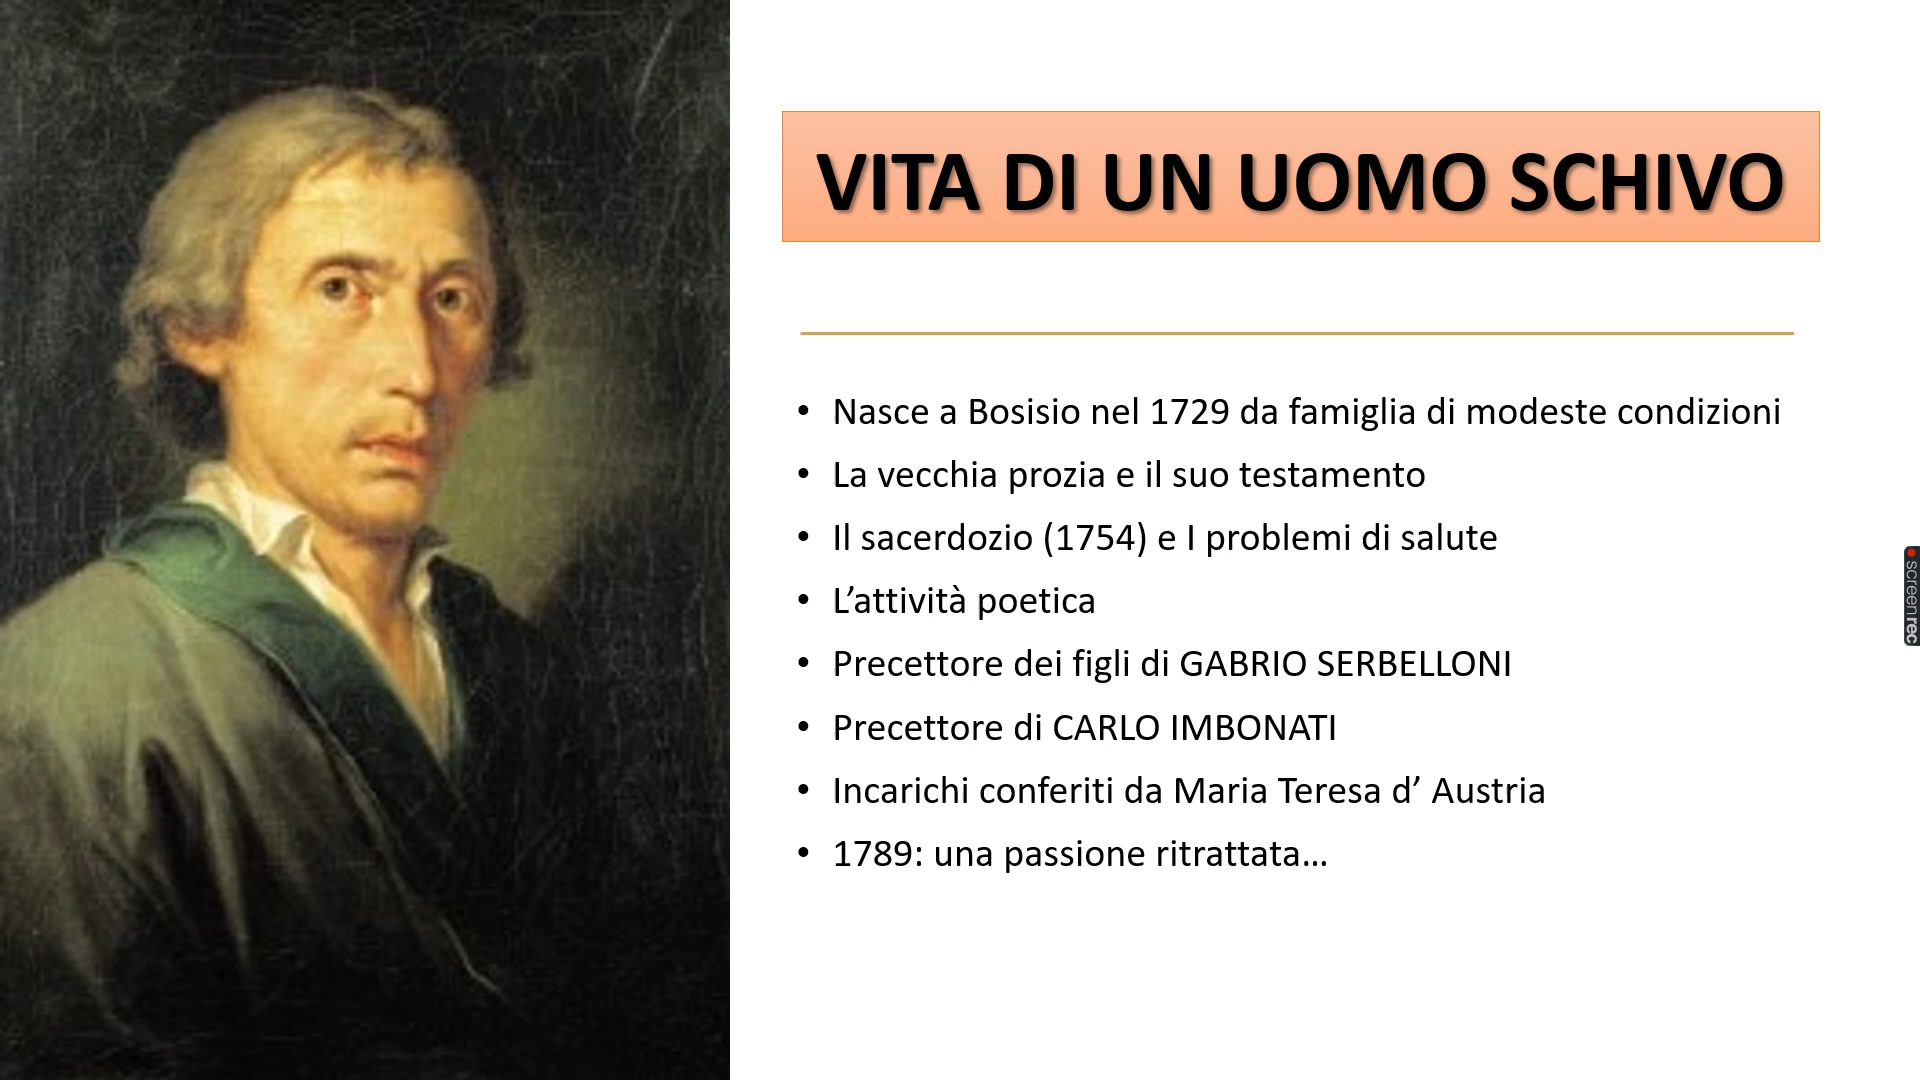 VITA DI UN UOMO SCHIVO
• Nasce a Bosisio nel 1729 da famiglia di modeste condizioni
• La vecchia prozia e il suo testamento
• Il sacerdozio (1754) e I problemi di salute
• L’attività poetica
• Precettore dei figli di GABRIO SERBELLONI
• Precettore di CARLO IMBONATI
• Incarichi conferiti da Maria Teresa d’ Austria
• 1789: una passione ritrattata…
screenrec